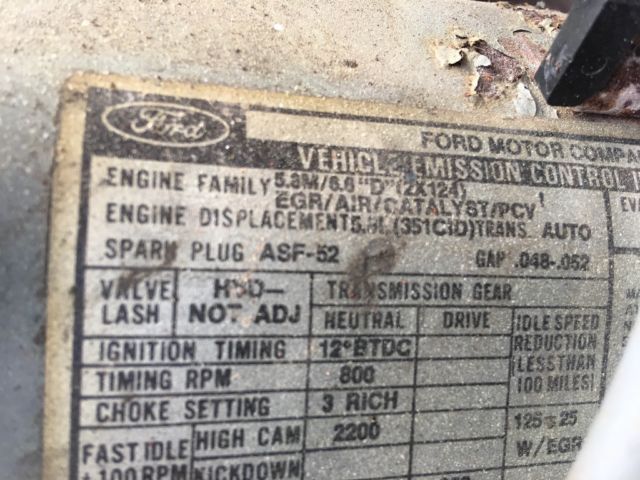 Ford
FORD MOTOR COMPA
VEHICLE EMISSION CONTROL I
ENGINE FAMILY 5.8M/6.6 "D" (2X124)
EGR/AIR/CATALYST/PCV
ENGINE DISPLACEMENT 5.8L (351CID) TRANS. AUTO
SPARK PLUG ASF-52 GAP .048-.052
VALVE LASH HYD- NOT ADJ
TRANSMISSION GEAR
NEUTRAL DRIVE
IDLE SPEED
REDUCTION
(LESS THAN
100 MILES)
IGNITION TIMING 12°BTDC
TIMING RPM 800
CHOKE SETTING 3 RICH
125 ± 25
W/EGR
FAST IDLE HIGH CAM 2200
±100RPM KICKDOWN